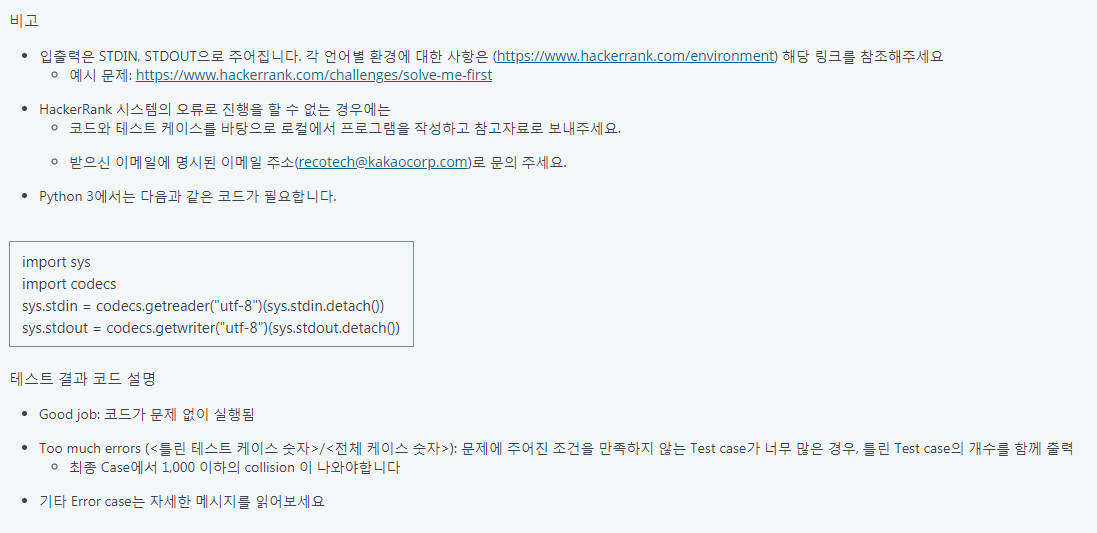 비고
입출력은 STDIN, STDOUT으로 주어집니다. 각 언어별 환경에 대한 사항은 (https://www.hackerrank.com/environment) 해당 링크를 참조해주세요
예시 문제: https://www.hackerrank.com/challenges/solve-me-first
HackerRank 시스템의 오류로 진행을 할 수 없는 경우에는
코드와 테스트 케이스를 바탕으로 로컬에서 프로그램을 작성하고 참고자료로 보내주세요.
받으신 이메일에 명시된 이메일 주소(recotech@kakaocorp.com)로 문의 주세요.
Python 3에서는 다음과 같은 코드가 필요합니다.
import sys
import codecs
sys.stdin = codecs.getreader("utf-8")(sys.stdin.detach())
sys.stdout = codecs.getwriter("utf-8")(sys.stdout.detach())
테스트 결과 코드 설명
Good job: 코드가 문제 없이 실행됨
Too much errors (<틀린 테스트 케이스 숫자>/<전체 케이스 숫자>): 문제에 주어진 조건을 만족하지 않는 Test case가 너무 많은 경우, 틀린 Test case의 개수를 함께 출력
최종 Case에서 1,000 이하의 collision 이 나와야합니다
기타 Error case는 자세한 메시지를 읽어보세요